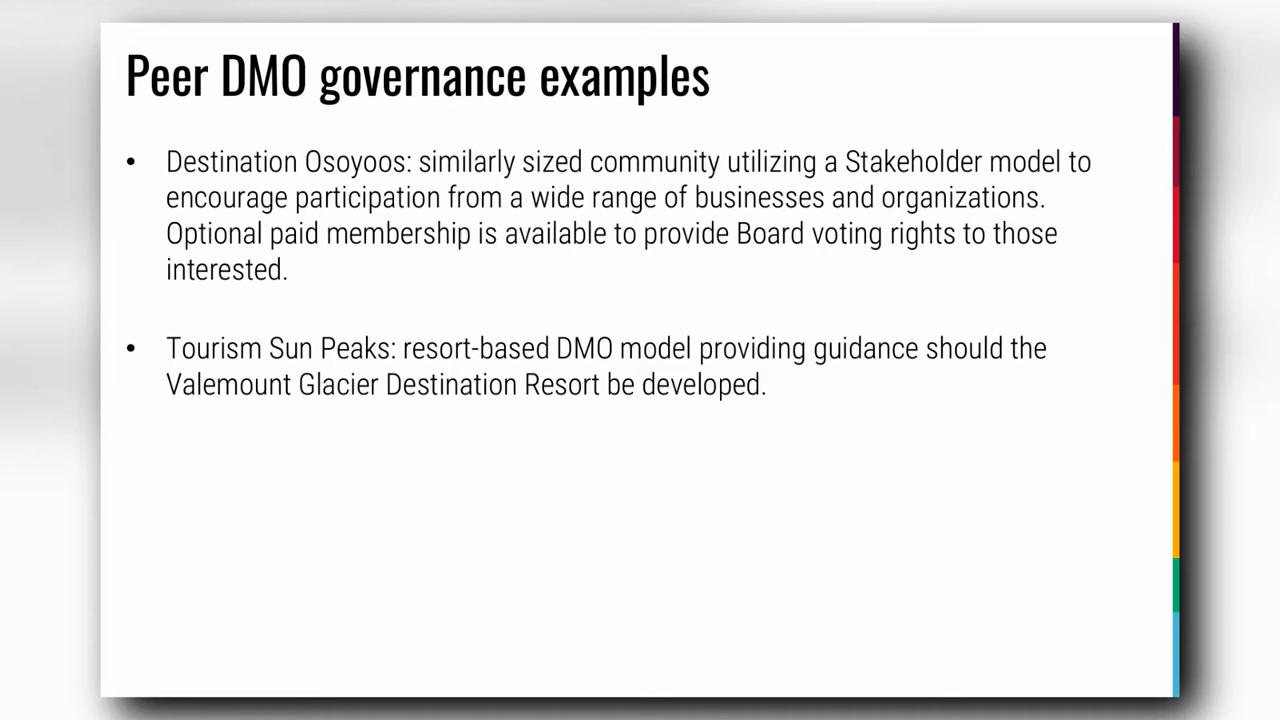 Peer DMO governance examples
• Destination Osoyoos: similarly sized community utilizing a Stakeholder model to
encourage participation from a wide range of businesses and organizations.
Optional paid membership is available to provide Board voting rights to those
interested.
• Tourism Sun Peaks: resort-based DMO model providing guidance should the
Valemount Glacier Destination Resort be developed.